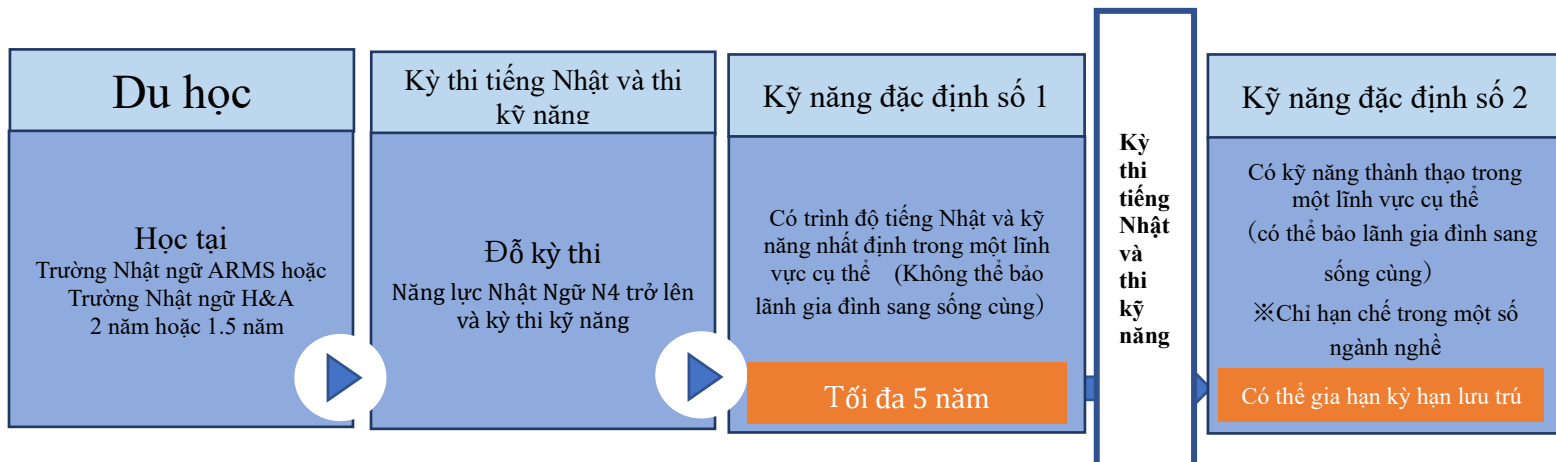 Du học
Học tại
Trường Nhật ngữ ARMS hoặc
Trường Nhật ngữ H&A
2 năm hoặc 1.5 năm
Kỳ thi tiếng Nhật và thi
kỹ năng
Đỗ kỳ thi
Năng lực Nhật Ngữ N4 trở lên
và kỳ thi kỹ năng
Kỹ năng đặc định số 1
Có trình độ tiếng Nhật và kỹ
năng nhất định trong một lĩnh
vực cụ thể (Không thể bảo
lãnh gia đình sang sống cùng)
Tối đa 5 năm
Kỳ
thi
tiếng
Nhật
và
thi
kỹ
năng
Kỹ năng đặc định số 2
Có kỹ năng thành thạo trong
một lĩnh vực cụ thể
(có thể bảo lãnh gia đình sang
sống cùng)
※Chỉ hạn chế trong một số
ngành nghề
Có thể gia hạn kỳ hạn lưu trú